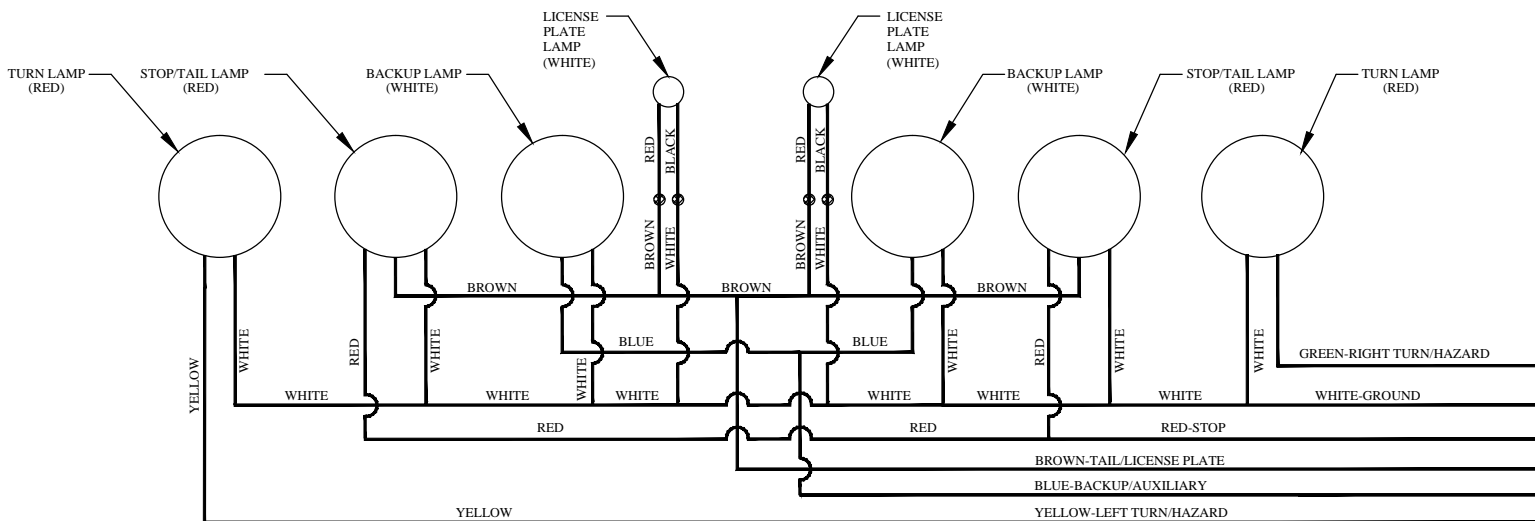 LICENSE
PLATE
LAMP
(WHITE)
LICENSE
PLATE
LAMP
(WHITE)
TURN LAMP
(RED)
STOP/TAIL LAMP
(RED)
BACKUP LAMP
(WHITE)
BACKUP LAMP
(WHITE)
STOP/TAIL LAMP
(RED)
TURN LAMP
(RED)
RED
BLACK
RED
BLACK
BROWN
WHITE
BROWN
WHITE
BROWN
BROWN
BROWN
YELLOW
WHITE
RED
WHITE
BLUE
WHITE
BLUE
WHITE
RED
WHITE
WHITE
GREEN-RIGHT TURN/HAZARD
WHITE
WHITE
WHITE
WHITE
WHITE
WHITE
WHITE-GROUND
RED
RED
RED-STOP
BROWN-TAIL/LICENSE PLATE
BLUE-BACKUP/AUXILIARY
YELLOW
YELLOW-LEFT TURN/HAZARD